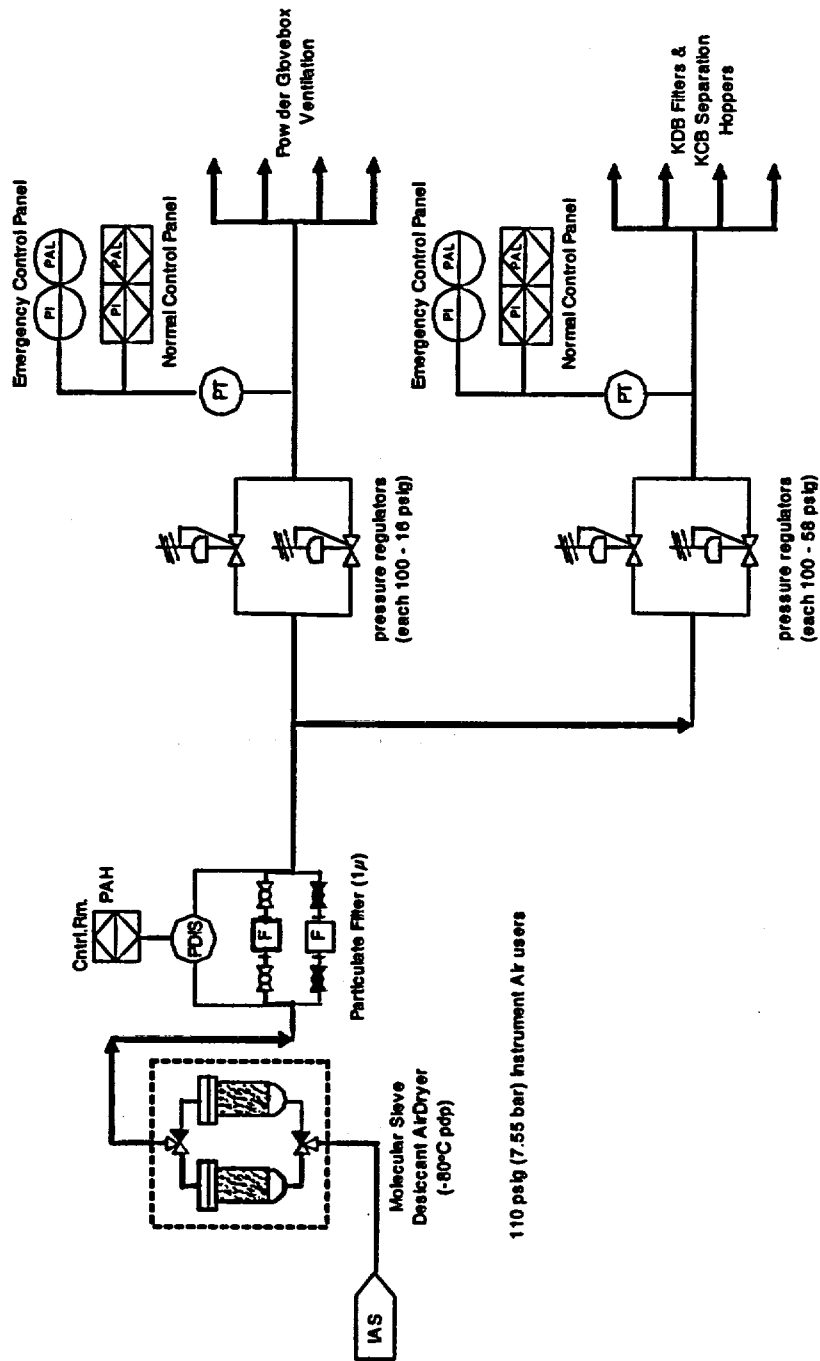 IAS
Molecular Sieve
Desiccant AirDryer
(-80ºC pdp)
110 psig (7.55 bar) Instrument Air users
Cntrl.Rm.
PAH
PDIS
F
F
Particulate Filter (1µ)
pressure regulators
(each 100 - 16 psig)
PT
Emergency Control Panel
PI
PAL
PI
PAL
Normal Control Panel
Powder Glovebox
Ventilation
pressure regulators
(each 100 - 58 psig)
PT
Emergency Control Panel
PI
PAL
PI
PAL
Normal Control Panel
KDB Filters &
KCB Separation
Hoppers